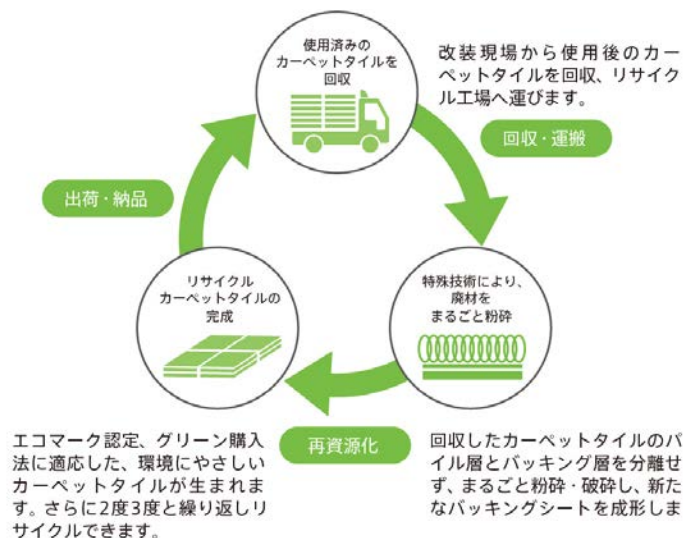 使用済みの
カーペットタイルを
回収
改装現場から使用後のカー
ペットタイルを回収、リサイク
ル工場へ運びます。
回収・運搬
出荷・納品
リサイクル
カーペットタイルの
完成
特殊技術により、
廃材を
まるごと粉砕
再資源化
エコマーク認定、グリーン購入
法に適応した、環境にやさしい
カーペットタイルが生まれま
す。さらに2度3度と繰り返しリ
サイクルできます。
回収したカーペットタイルのパ
イル層とバッキング層を分離せ
ず、まるごと粉砕・破砕し、新た
なバッキングシートを成形しま